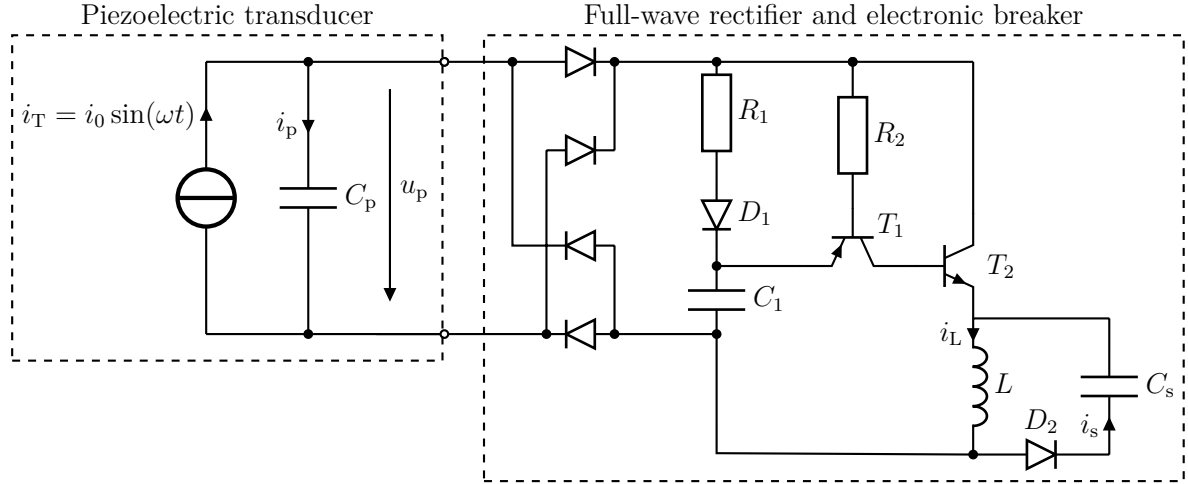 Piezoelectric transducer
Full-wave rectifier and electronic breaker
i_T = i_0 sin(ωt)
i_p
C_p
u_p
R_1
R_2
D_1
T_1
C_1
T_2
i_L
L
C_s
D_2
i_s